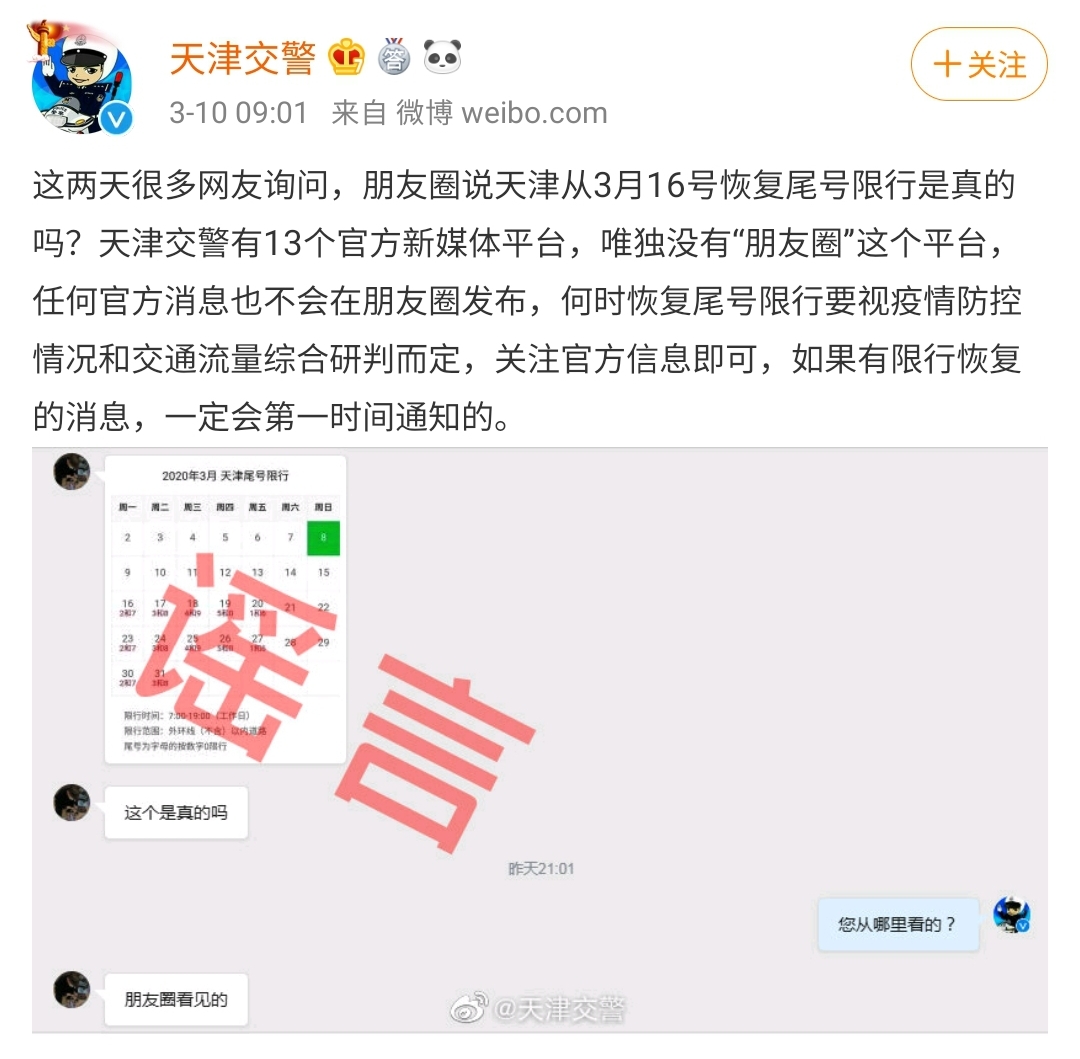 天津交警
答
＋关注
3-10 09:01 来自 微博 weibo.com
这两天很多网友询问，朋友圈说天津从3月16号恢复尾号限行是真的
吗？天津交警有13个官方新媒体平台，唯独没有“朋友圈”这个平台，
任何官方消息也不会在朋友圈发布，何时恢复尾号限行要视疫情防控
情况和交通流量综合研判而定，关注官方信息即可，如果有限行恢复
的消息，一定会第一时间通知的。
2020年3月 天津尾号限行
周一 周二 周三 周四 周五 周六 周日
2 3 4 5 6 7 8
9 10 11 12 13 14 15
16 17 18 19 20 21 22
2和7 3和8 4和9 5和0 1和6
23 24 25 26 27 28 29
2和7 3和8 4和9 5和0 1和6
30 31
2和7 3和8
限行时间：7:00-19:00（工作日）
限行范围：外环线（不含）以内道路
尾号为字母的按数字0限行
谣言
这个是真的吗
昨天21:01
您从哪里看的？
朋友圈看见的
@天津交警